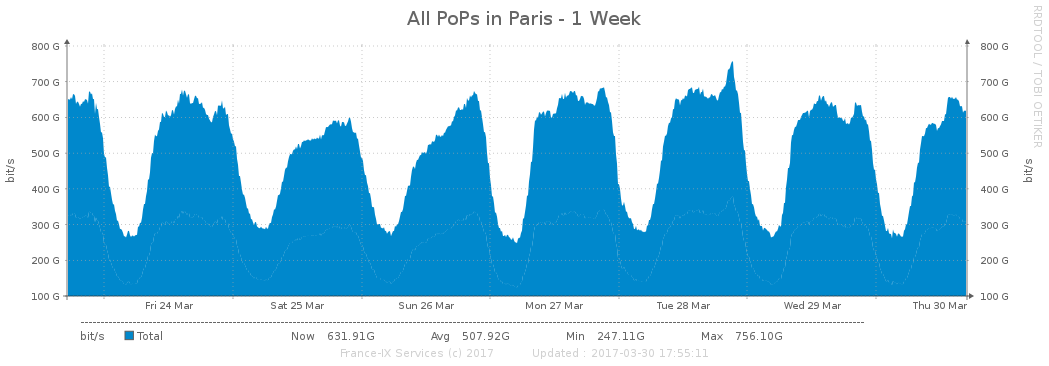 All PoPs in Paris - 1 Week
RRDTOOL / TOBI OETIKER
800 G 800 G
700 G 700 G
600 G 600 G
500 G 500 G
400 G 400 G
300 G 300 G
200 G 200 G
100 G 100 G
bit/s
bit/s
Fri 24 Mar Sat 25 Mar Sun 26 Mar Mon 27 Mar Tue 28 Mar Wed 29 Mar Thu 30 Mar
bit/s Total Now 631.91G Avg 507.92G Min 247.11G Max 756.10G
France-IX Services (c) 2017 Updated : 2017-03-30 17:55:11